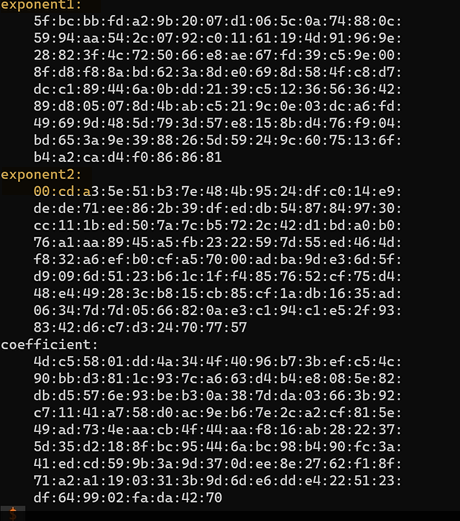 exponent1:
5f:bc:bb:fd:a2:9b:20:07:d1:06:5c:0a:74:88:0c:
59:94:aa:54:2c:07:92:c0:11:61:19:4d:91:96:9e:
28:82:3f:4c:72:50:66:e8:ae:67:fd:39:c5:9e:00:
8f:d8:f8:8a:bd:62:3a:8d:e0:69:8d:58:4f:c8:d7:
dc:c1:89:44:6a:0b:dd:21:39:c5:12:36:56:36:42:
89:d8:05:07:8d:4b:ab:c5:21:9c:0e:03:dc:a6:fd:
49:69:9d:48:5d:79:3d:57:e8:15:8b:d4:76:f9:04:
bd:65:3a:9e:39:88:26:5d:59:24:9c:60:75:13:6f:
b4:a2:ca:d4:f0:86:86:81
exponent2:
00:cd:a3:5e:51:b3:7e:48:4b:95:24:df:c0:14:e9:
de:de:71:ee:86:2b:39:df:ed:db:54:87:84:97:30:
cc:11:1b:ed:50:7a:7c:b5:72:2c:42:d1:bd:a0:b0:
76:a1:aa:89:45:a5:fb:23:22:59:7d:55:ed:46:4d:
f8:32:a6:ef:b0:cf:a5:70:00:ad:ba:9d:e3:6d:5f:
d9:09:6d:51:23:b6:1c:1f:f4:85:76:52:cf:75:d4:
48:e4:49:28:3c:b8:15:cb:85:cf:1a:db:16:35:ad:
06:34:7d:7d:05:66:82:0a:e3:c1:94:c1:e5:2f:93:
83:42:d6:c7:d3:24:70:77:57
coefficient:
4d:c5:58:01:dd:4a:34:4f:40:96:b7:3b:ef:c5:4c:
90:bb:d3:81:1c:93:7c:a6:63:d4:b4:e8:08:5e:82:
db:d5:57:6e:93:be:b3:0a:38:7d:da:03:66:3b:92:
c7:11:41:a7:58:d0:ac:9e:b6:7e:2c:a2:cf:81:5e:
49:ad:73:4e:aa:cb:4f:44:aa:f8:16:ab:28:22:37:
5d:35:d2:18:8f:bc:95:44:6a:bc:98:b4:90:fc:3a:
41:ed:cd:59:9b:3a:9d:37:0d:ee:8e:27:62:f1:8f:
71:a2:a1:19:03:31:3b:9d:6d:e6:dd:e4:22:51:23:
df:64:99:02:fa:da:42:70
$